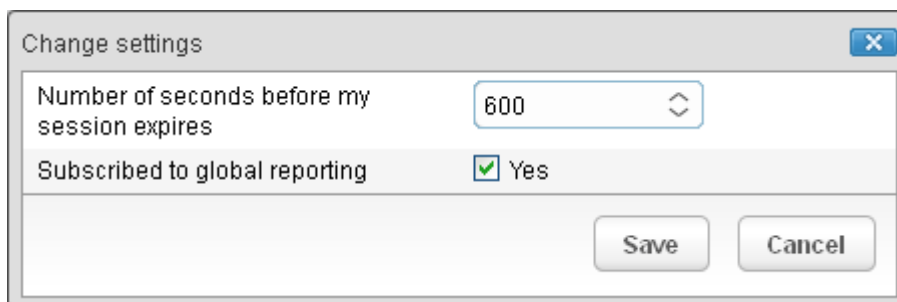 Change settings
Number of seconds before my 600
session expires
Subscribed to global reporting Yes
Save Cancel